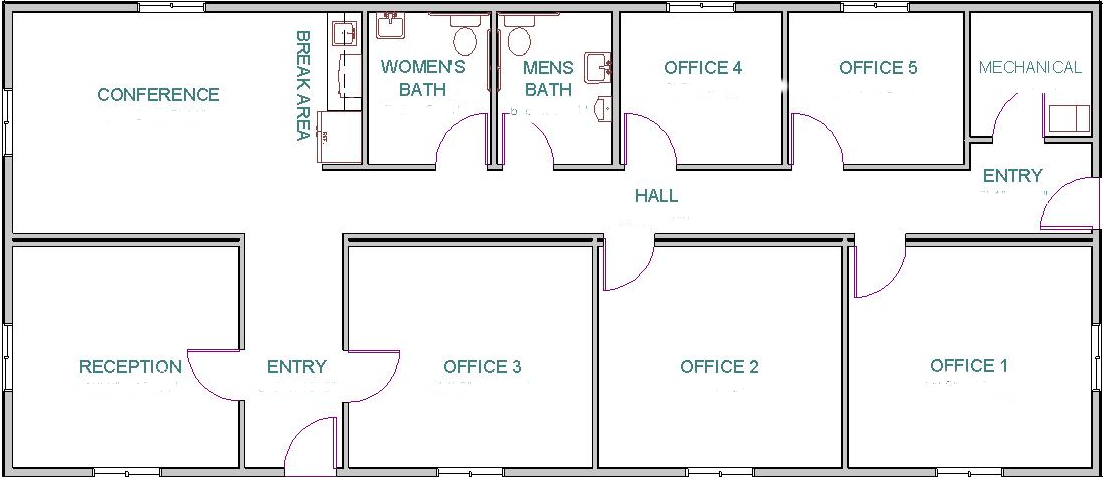 CONFERENCE
BREAK AREA
REF.
WOMEN'S
BATH
MENS
BATH
OFFICE 4
OFFICE 5
MECHANICAL
HALL
ENTRY
RECEPTION
ENTRY
OFFICE 3
OFFICE 2
OFFICE 1